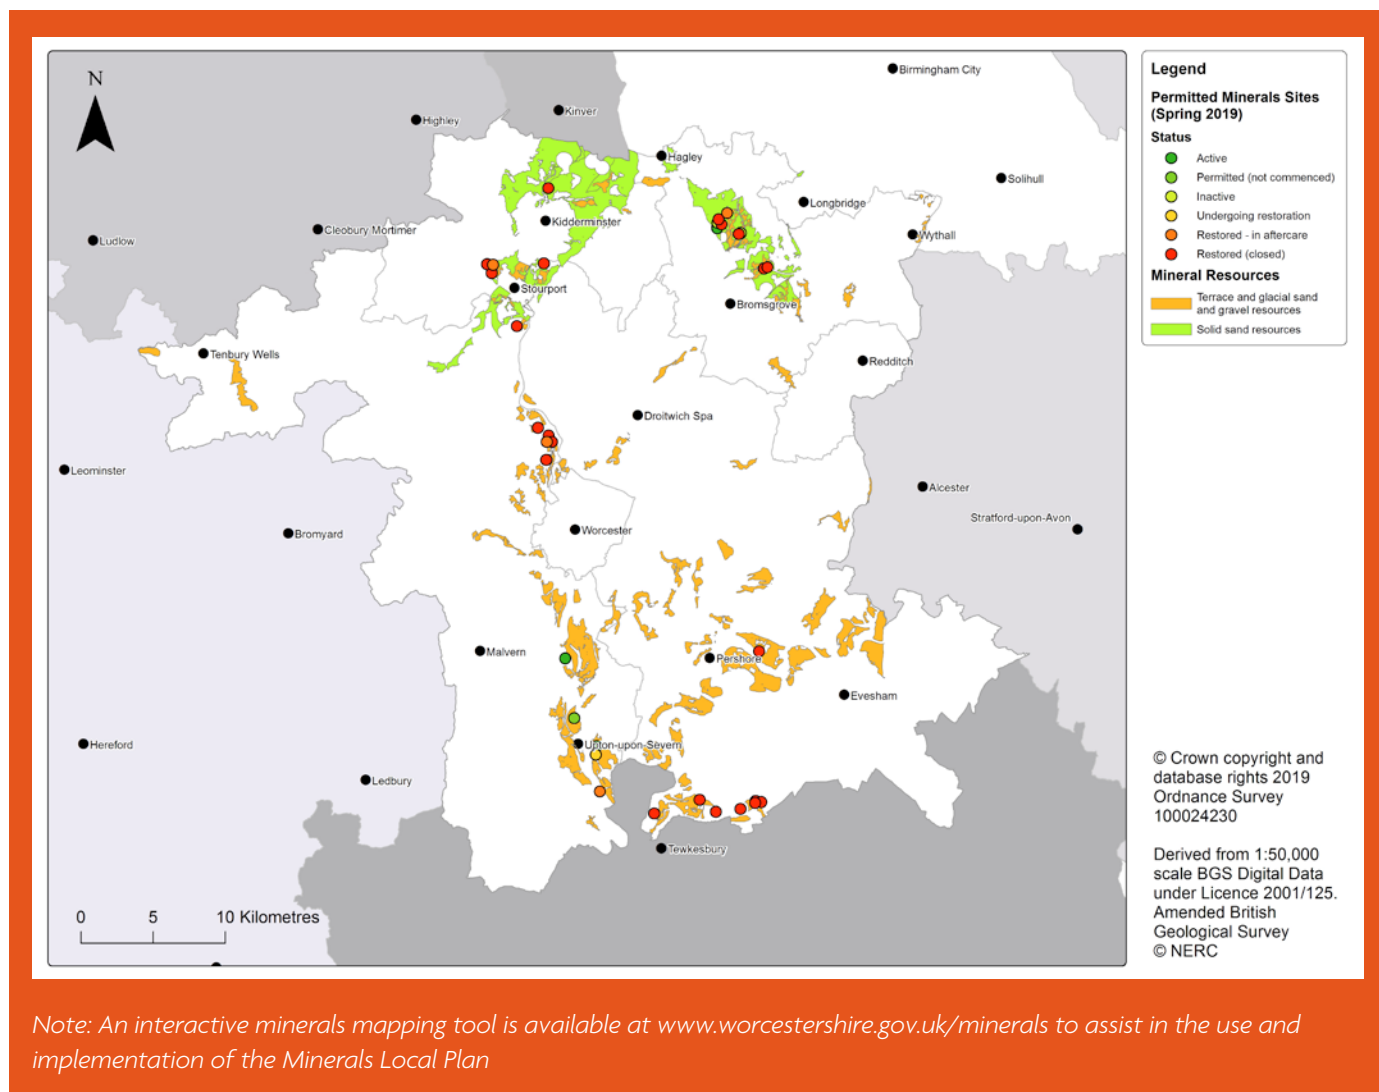 N
Birmingham City
Kinver
Highley
Hagley
Solihull
Longbridge
Kidderminster
Cleobury Mortimer
Wythall
Ludlow
Stourport
Bromsgrove
Tenbury Wells
Redditch
Droitwich Spa
Leominster
Alcester
Stratford-upon-Avon
Bromyard
Worcester
Malvern
Pershore
Evesham
Hereford
Upton-upon-Severn
Ledbury
Tewkesbury
0 5 10 Kilometres
Legend
Permitted Minerals Sites
(Spring 2019)
Status
Active
Permitted (not commenced)
Inactive
Undergoing restoration
Restored - in aftercare
Restored (closed)
Mineral Resources
Terrace and glacial sand
and gravel resources
Solid sand resources
© Crown copyright and
database rights 2019
Ordnance Survey
100024230
Derived from 1:50,000
scale BGS Digital Data
under Licence 2001/125.
Amended British
Geological Survey
© NERC
Note: An interactive minerals mapping tool is available at www.worcestershire.gov.uk/minerals to assist in the use and
implementation of the Minerals Local Plan